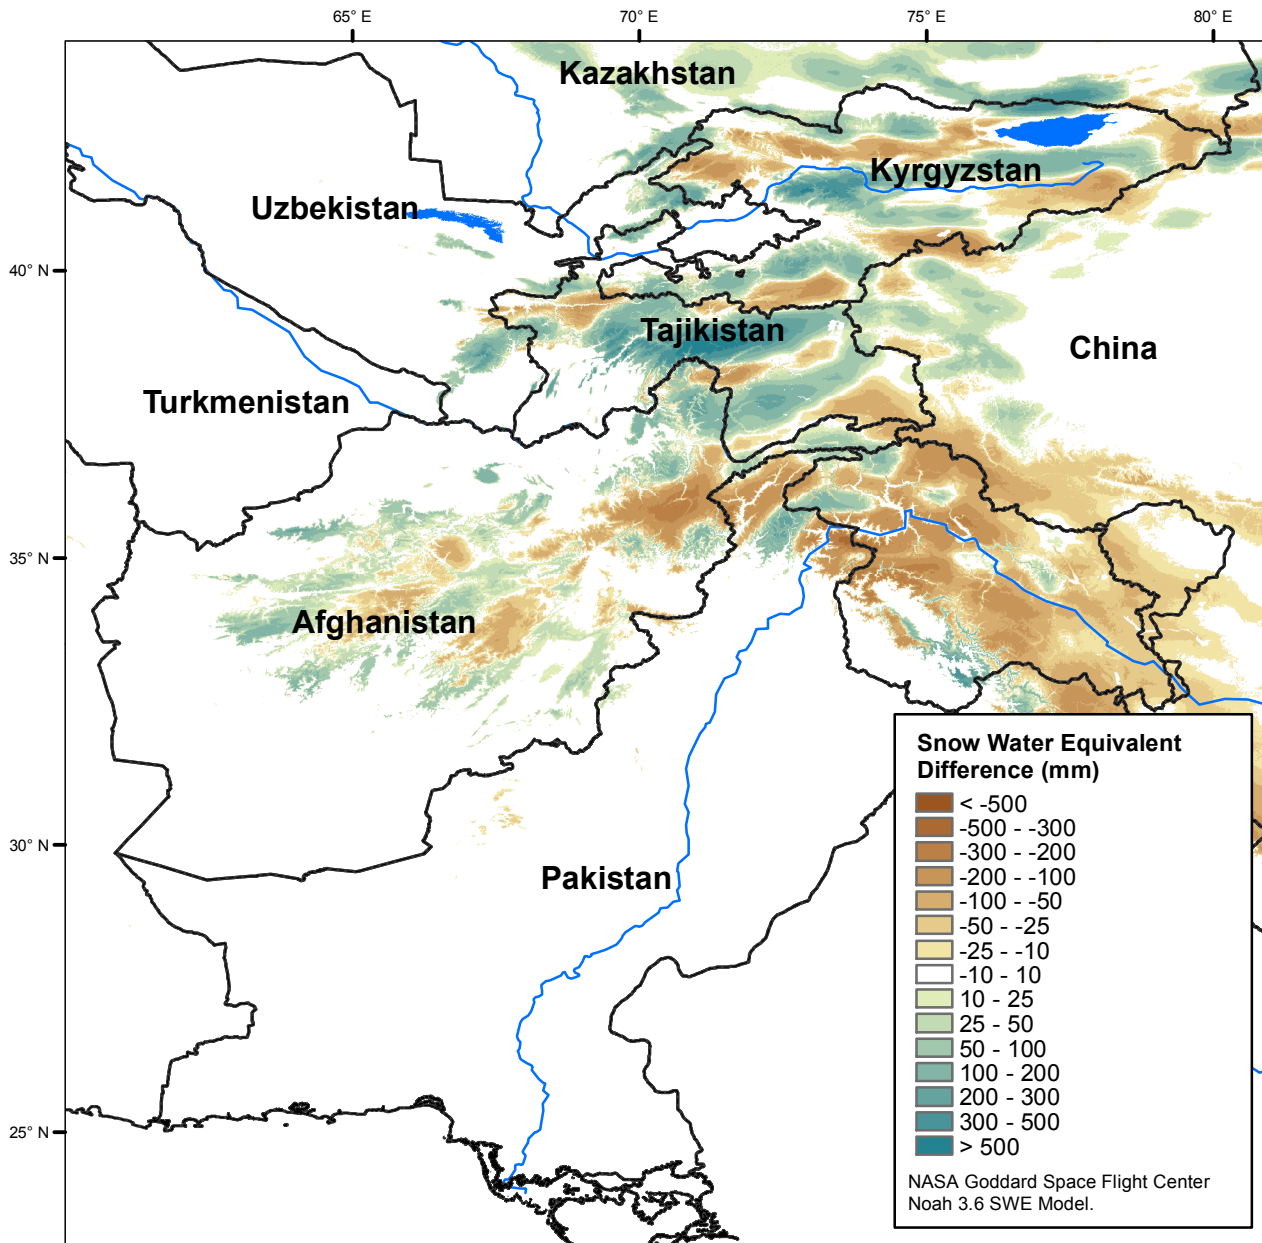 65° E
70° E
75° E
80° E
Kazakhstan
Kyrgyzstan
Uzbekistan
40° N
Tajikistan
China
Turkmenistan
35° N
Afghanistan
30° N
Pakistan
25° N
Snow Water Equivalent
Difference (mm)
< -500
-500 - -300
-300 - -200
-200 - -100
-100 - -50
-50 - -25
-25 - -10
-10 - 10
10 - 25
25 - 50
50 - 100
100 - 200
200 - 300
300 - 500
> 500
NASA Goddard Space Flight Center
Noah 3.6 SWE Model.